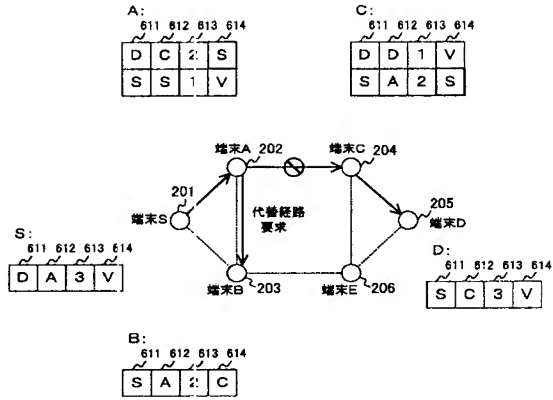 A:
C:
611 612 613 614
611 612 613 614
D C 2 S
D D 1 V
S S 1 V
S A 2 S
端末A 202
端末C 204
201
端末S
代替経路
要求
205
端末D
S:
611 612 613 614
D A 3 V
端末B 203
端末E 206
D:
611 612 613 614
S C 3 V
B:
611 612 613 614
S A 2 C